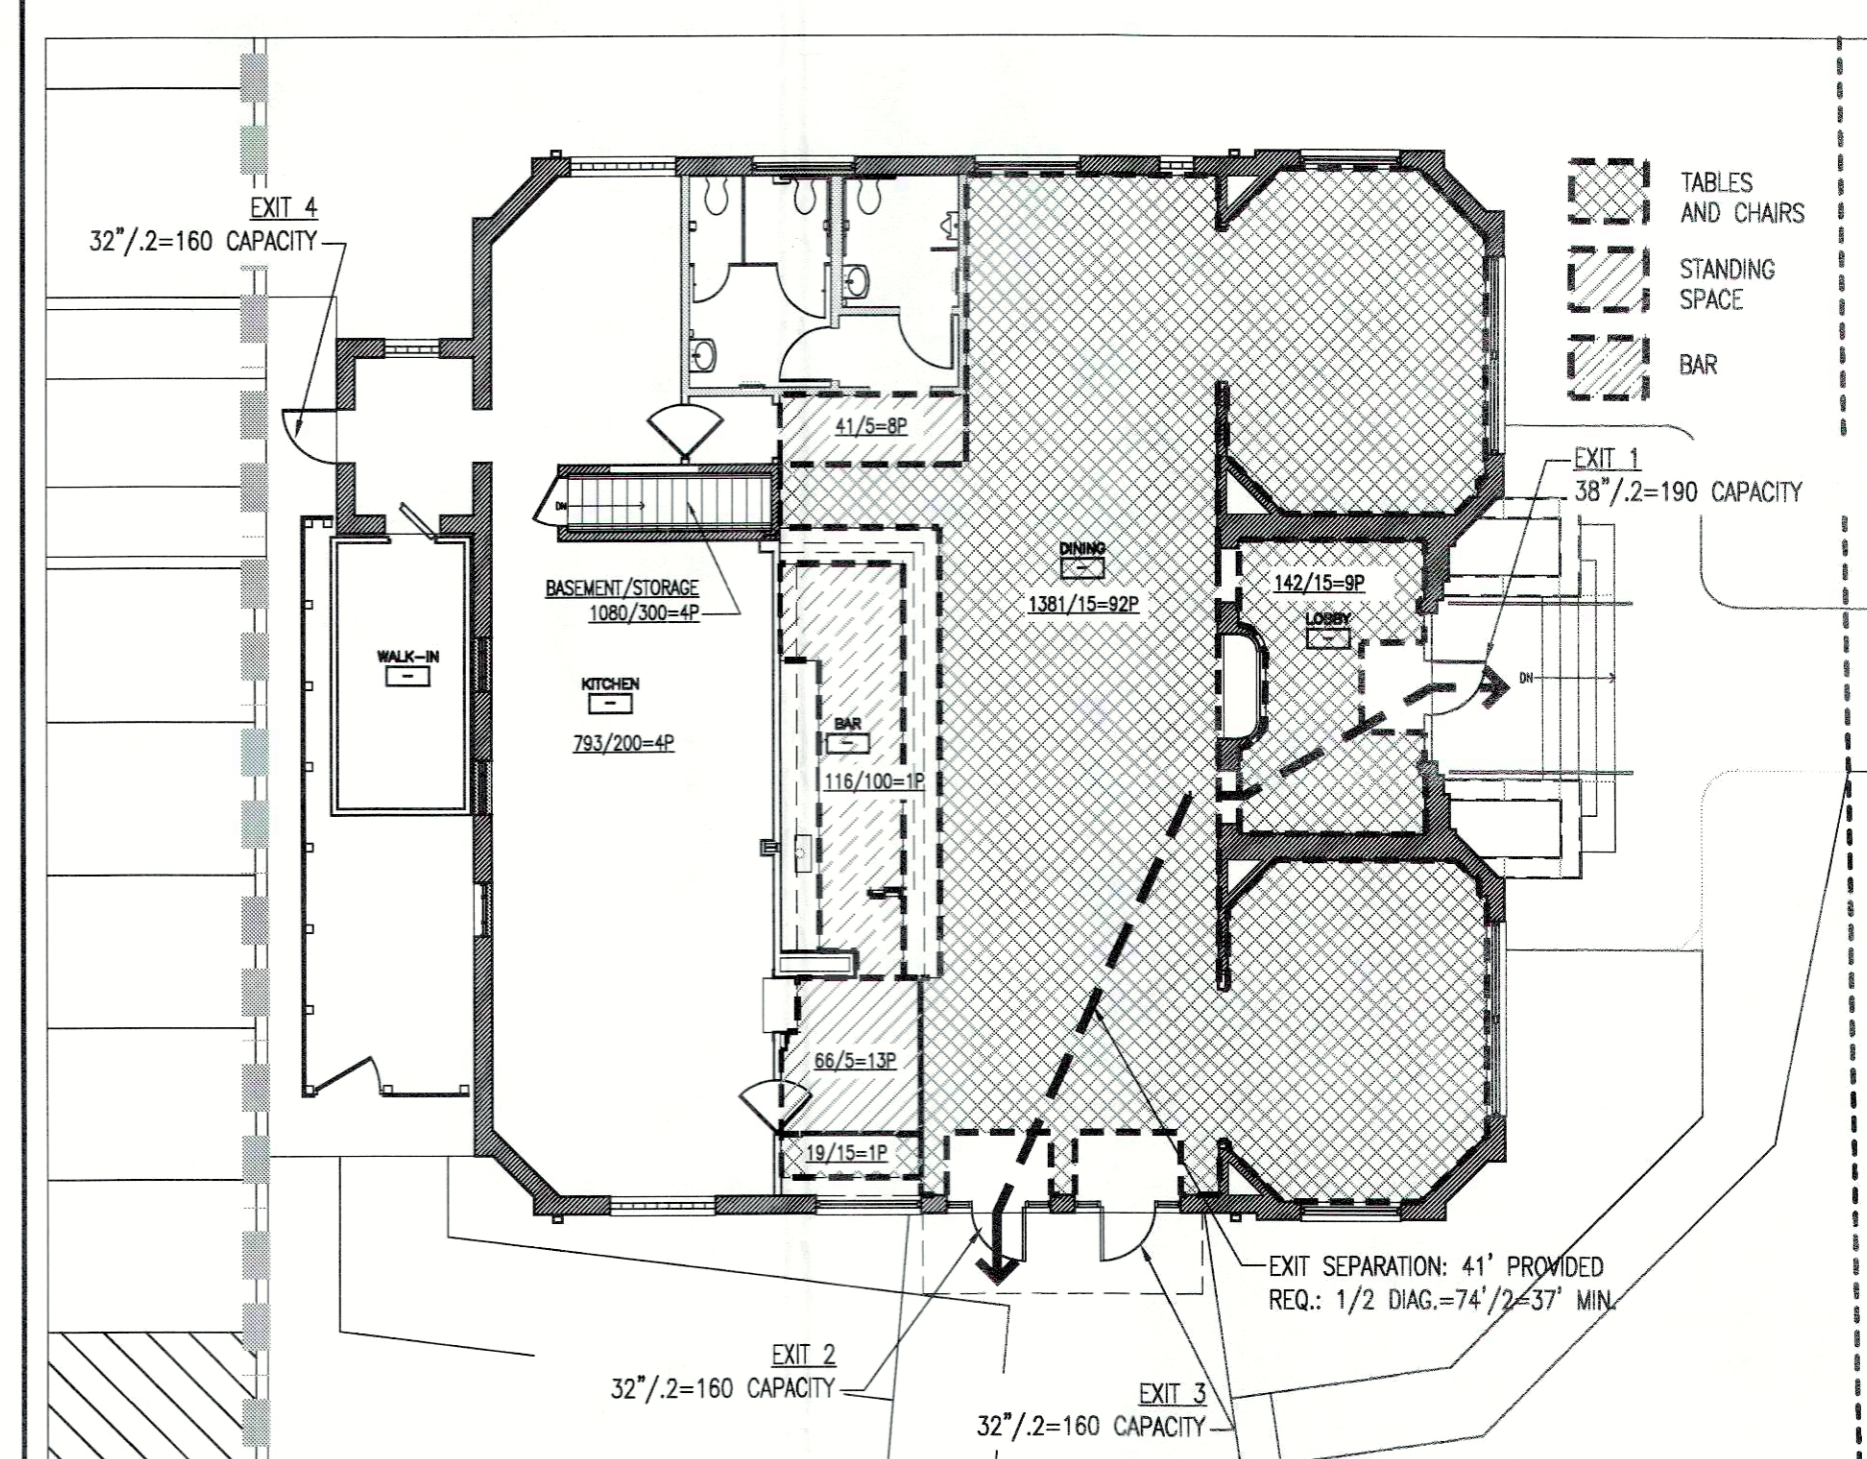 EXIT 4
32"/.2=160 CAPACITY
TABLES
AND CHAIRS
STANDING
SPACE
BAR
41/5=8P
EXIT 1
38"/.2=190 CAPACITY
DN
BASEMENT/STORAGE
1080/300=4P
DINING
1381/15=92P
142/15=9P
LOBBY
DN
WALK-IN
KITCHEN
793/200=4P
BAR
116/100=1P
66/5=13P
19/15=1P
EXIT SEPARATION: 41' PROVIDED
REQ.: 1/2 DIAG.=74'/2=37' MIN.
EXIT 2
32"/.2=160 CAPACITY
EXIT 3
32"/.2=160 CAPACITY